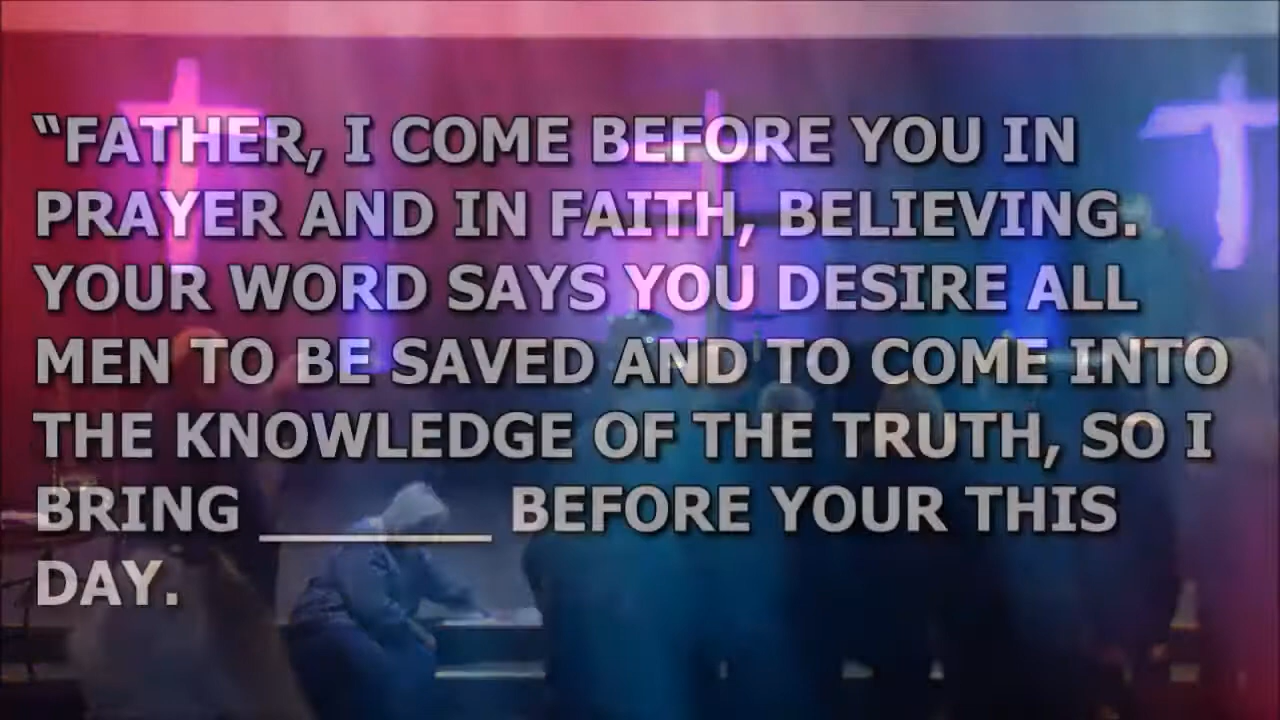 “FATHER, I COME BEFORE YOU IN
PRAYER AND IN FAITH, BELIEVING.
YOUR WORD SAYS YOU DESIRE ALL
MEN TO BE SAVED AND TO COME INTO
THE KNOWLEDGE OF THE TRUTH, SO I
BRING _______ BEFORE YOUR THIS
DAY.